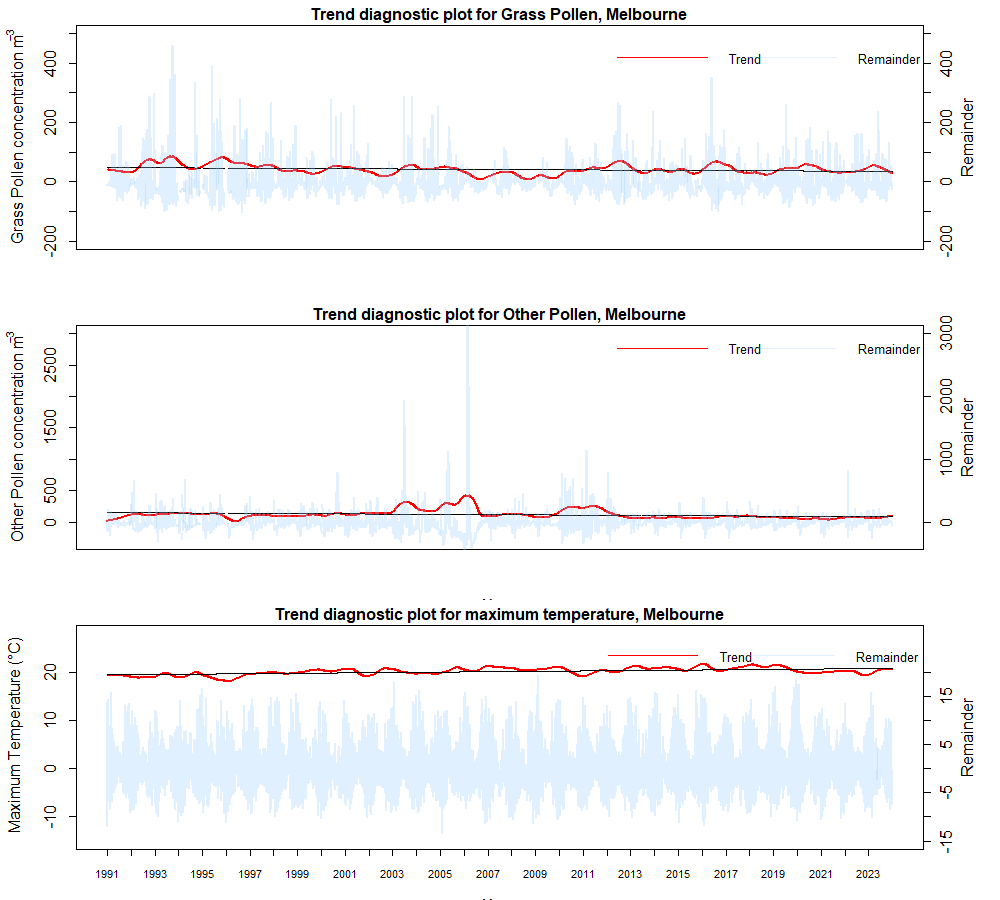 Trend diagnostic plot for Grass Pollen, Melbourne
Grass Pollen concentration m⁻³
400
200
0
-200
Trend
Remainder
400
200
0
-200
Remainder
Trend diagnostic plot for Other Pollen, Melbourne
Other Pollen concentration m⁻³
2500
1500
500
0
Trend
Remainder
3000
2000
1000
0
Remainder
Trend diagnostic plot for maximum temperature, Melbourne
Maximum Temperature (°C)
20
10
0
-10
Trend
Remainder
15
5
-5
-15
Remainder
1991 1993 1995 1997 1999 2001 2003 2005 2007 2009 2011 2013 2015 2017 2019 2021 2023